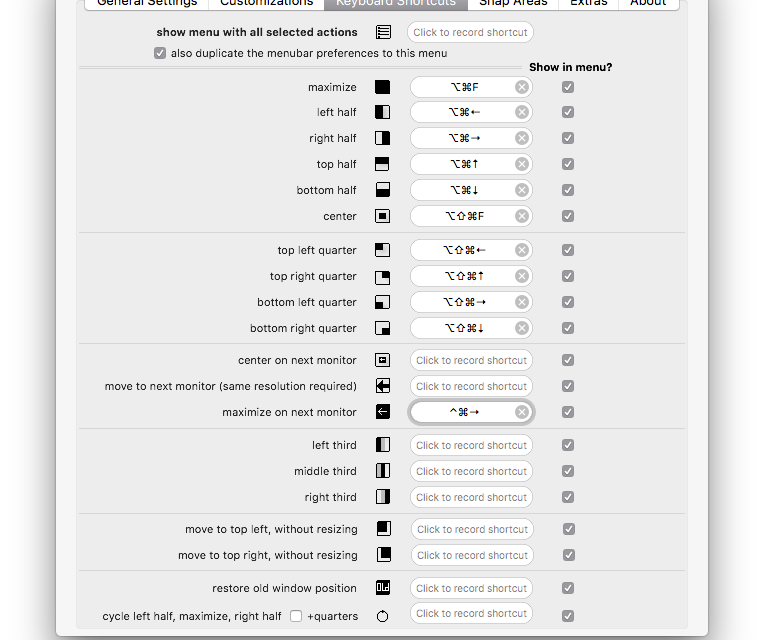 General Settings Customizations Keyboard Shortcuts Snap Areas Extras About
show menu with all selected actions Click to record shortcut
also duplicate the menubar preferences to this menu
Show in menu?
maximize ⌥⌘F
left half ⌥⌘←
right half ⌥⌘→
top half ⌥⌘↑
bottom half ⌥⌘↓
center ⌥⇧⌘F
top left quarter ⌥⇧⌘←
top right quarter ⌥⇧⌘↑
bottom left quarter ⌥⇧⌘→
bottom right quarter ⌥⇧⌘↓
center on next monitor Click to record shortcut
move to next monitor (same resolution required) Click to record shortcut
maximize on next monitor ^⌘→
left third Click to record shortcut
middle third Click to record shortcut
right third Click to record shortcut
move to top left, without resizing Click to record shortcut
move to top right, without resizing Click to record shortcut
restore old window position OLd Click to record shortcut
cycle left half, maximize, right half +quarters Click to record shortcut